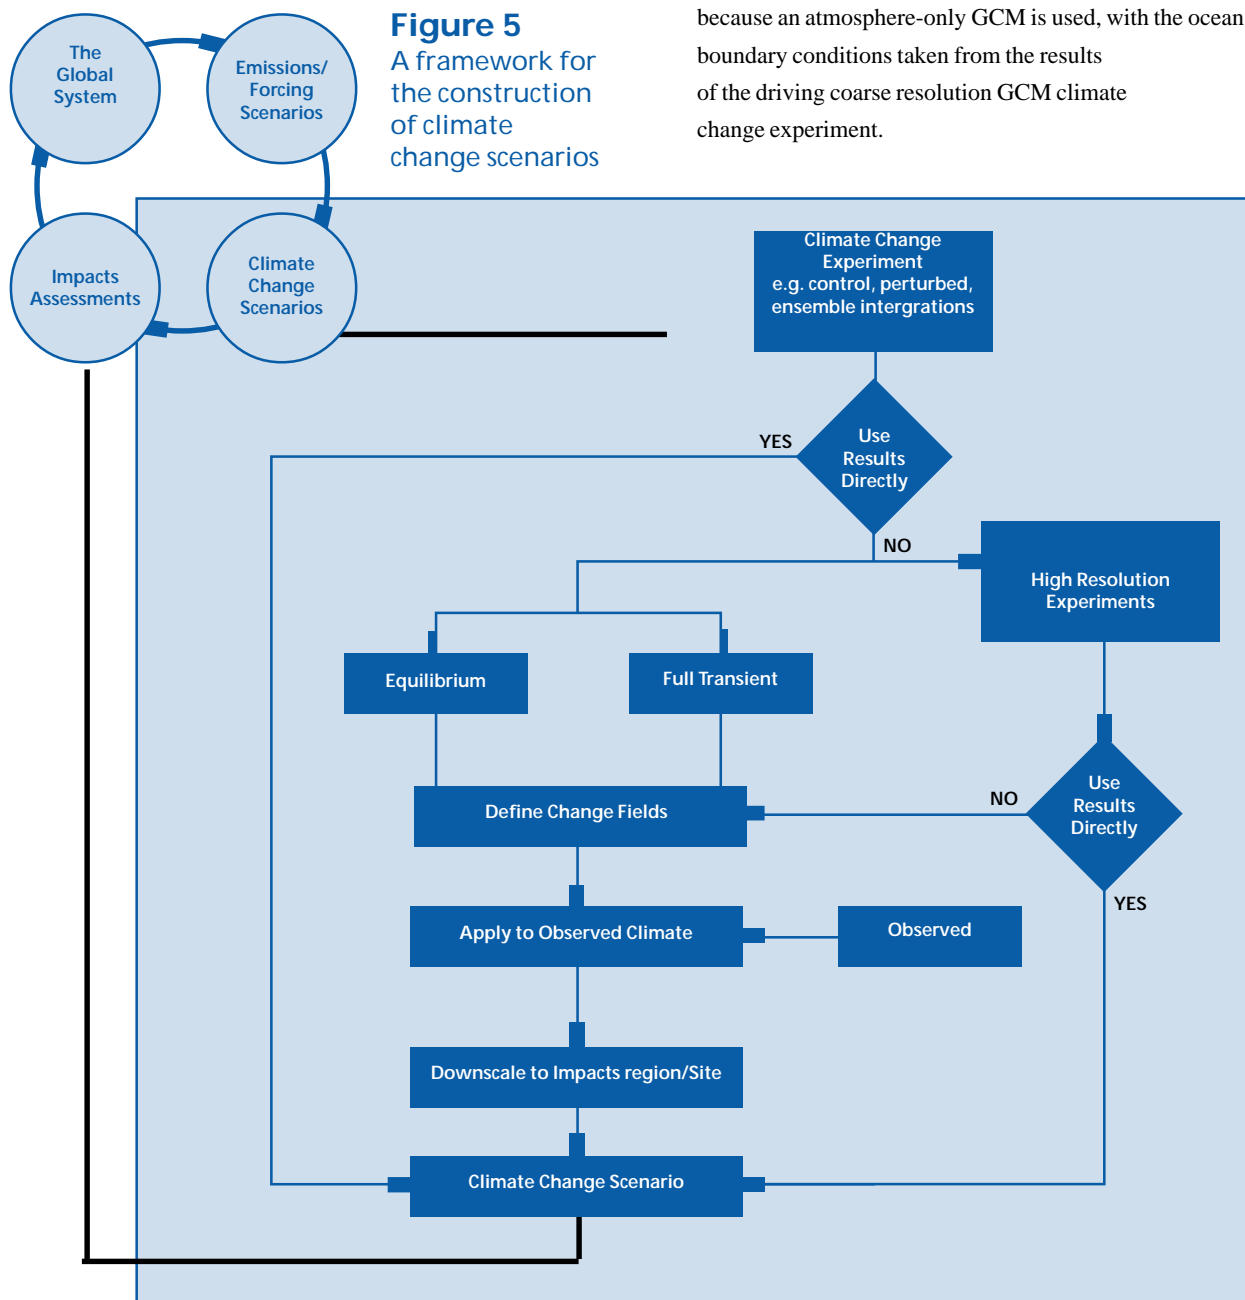 The
Global
System
Emissions/
Forcing
Scenarios
Impacts
Assessments
Climate
Change
Scenarios
Figure 5
A framework for
the construction
of climate
change scenarios
because an atmosphere-only GCM is used, with the ocean
boundary conditions taken from the results
of the driving coarse resolution GCM climate
change experiment.
Climate Change
Experiment
e.g. control, perturbed,
ensemble intergrations
YES
Use
Results
Directly
NO
High Resolution
Experiments
Equilibrium
Full Transient
Define Change Fields
NO
Use
Results
Directly
YES
Apply to Observed Climate
Observed
Downscale to Impacts region/Site
Climate Change Scenario